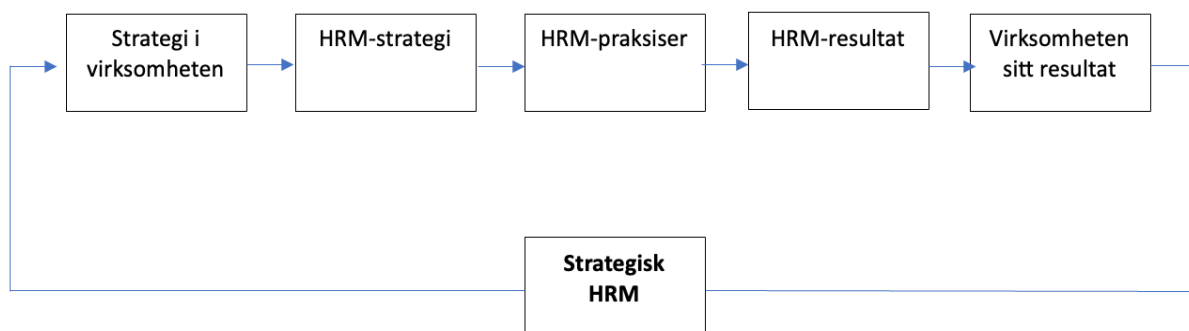 Strategi i
virksomheten
HRM-strategi
HRM-praksiser
HRM-resultat
Virksomheten
sitt resultat
Strategisk
HRM